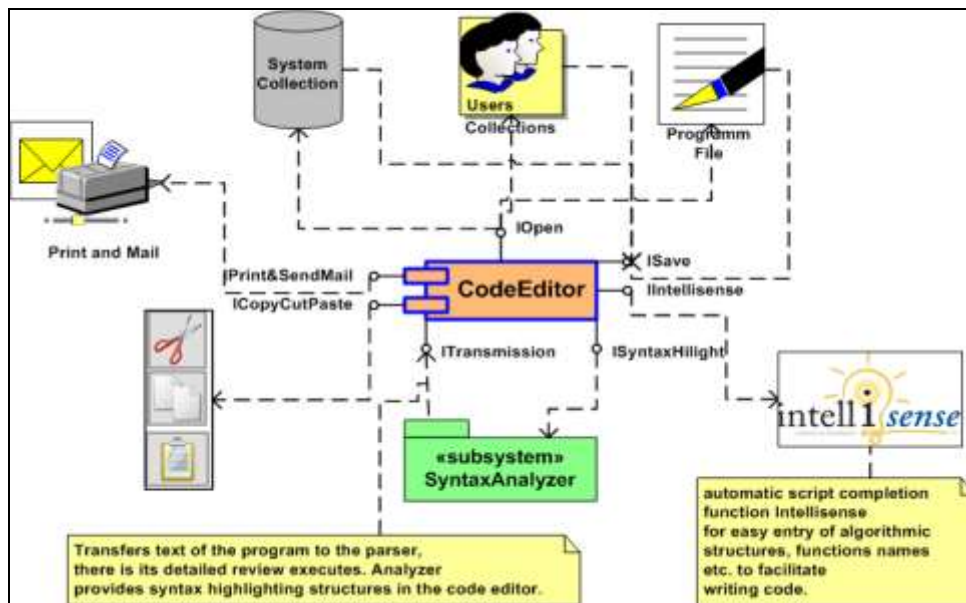 System
Collection
Users
Collections
Programm
File
Print and Mail
IOpen
IPrint&SendMail
ISave
CodeEditor
IIntellisense
ICopyCutPaste
ITransmission
ISyntaxHilight
intell i sense
«subsystem»
SyntaxAnalyzer
automatic script completion
function Intellisense
for easy entry of algorithmic
structures, functions names
etc. to facilitate
writing code.
Transfers text of the program to the parser,
there is its detailed review executes. Analyzer
provides syntax highlighting structures in the code editor.